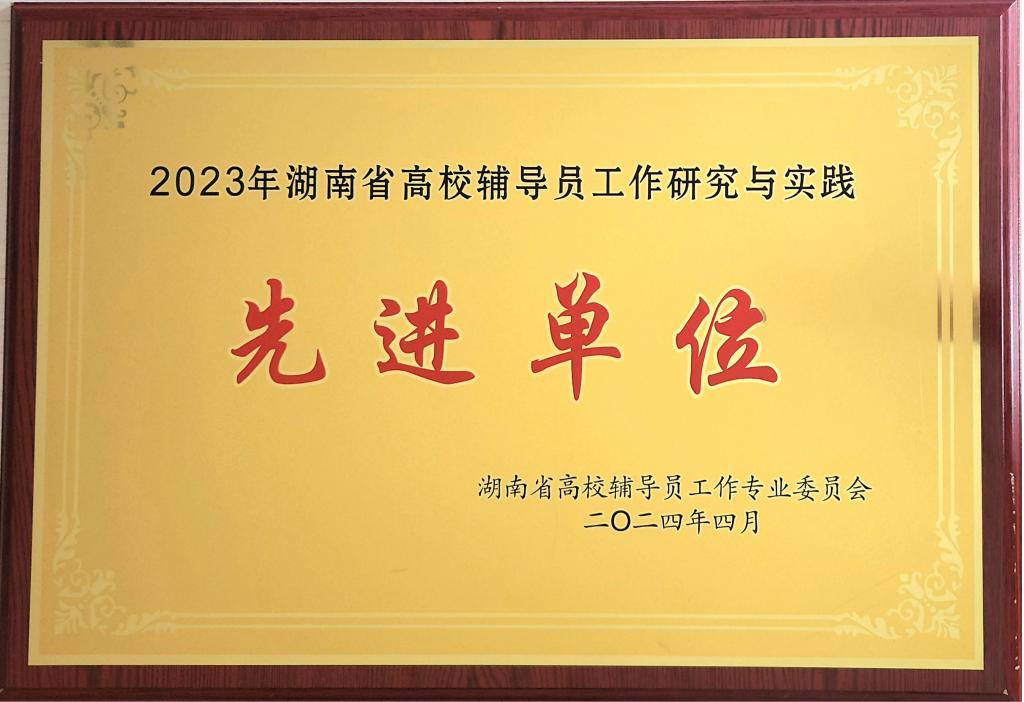 2023年湖南省高校辅导员工作研究与实践
先进单位
湖南省高校辅导员工作专业委员会
二〇二四年四月